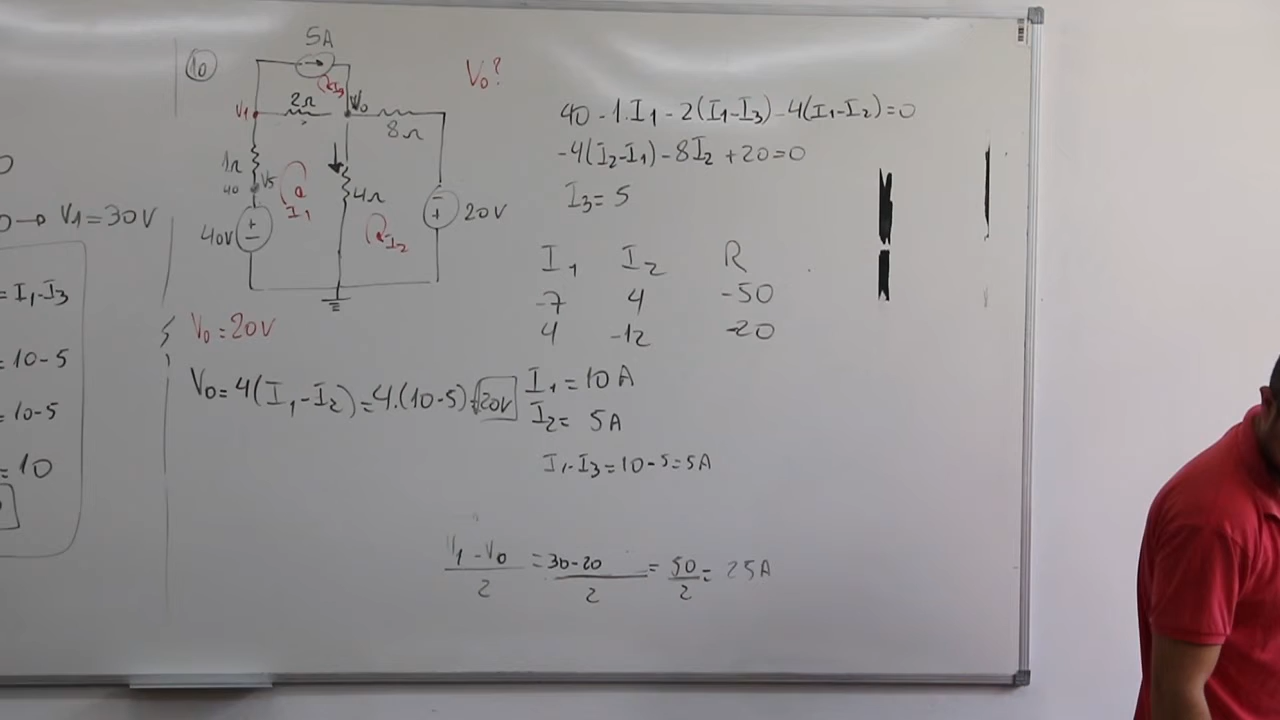 0
0→ V1=30V
= I1-I3
= 10-5
= 10-5
= 10
10
5A
V0?
I3
2Ω
V1
V0
8Ω
1Ω
40
V5
I1
4Ω
I2
40V
+
-
-
+
20V
V0=20V
V0=4(I1-I2)=4.(10-5)=20V
40-1.I1-2(I1-I3)-4(I1-I2)=0
-4(I2-I1)-8I2+20=0
I3=5
I1 I2 R
-7 4 -50
4 -12 -20
I1=10A
I2= 5A
I1-I3=10-5=5A
V1-V0 =30-20 = 50 = 25A
2 2 2